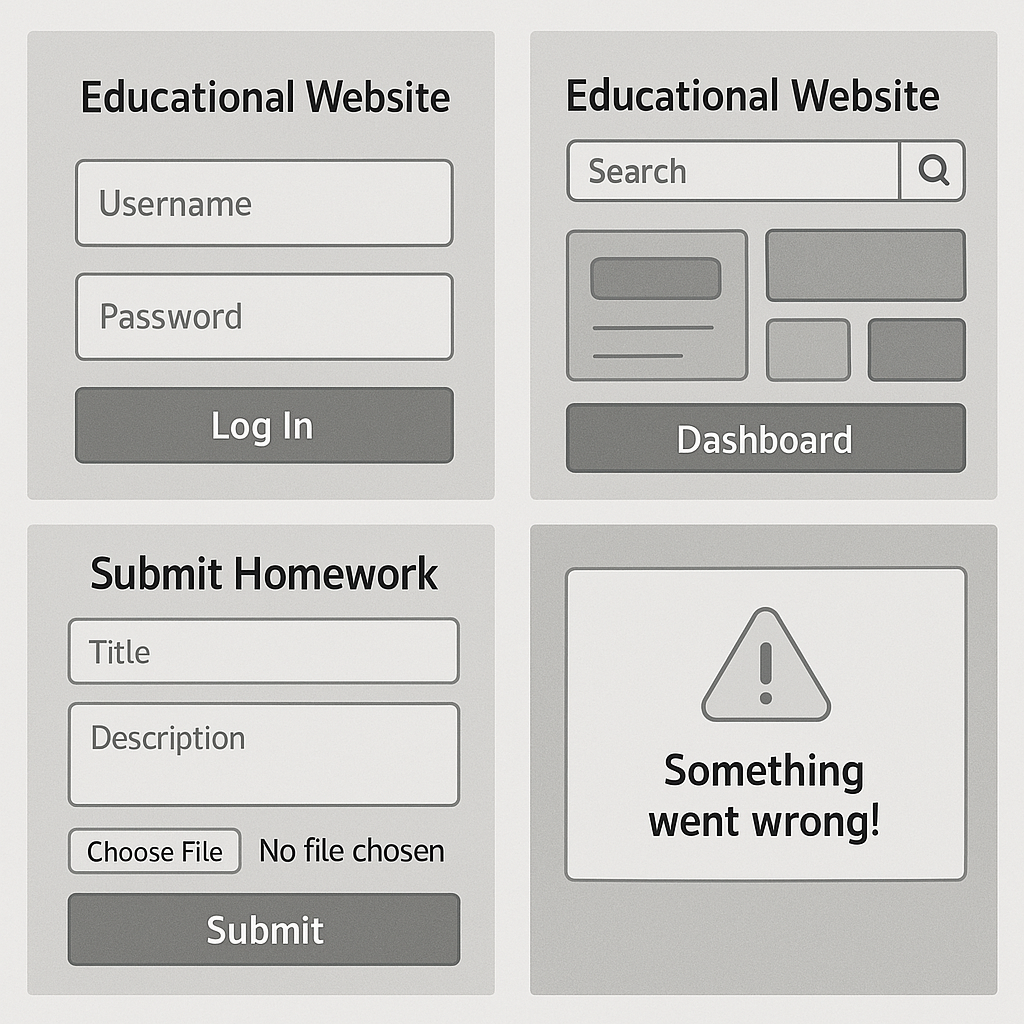 Educational Website
Username
Password
Log In
Educational Website
Search
Dashboard
Submit Homework
Title
Description
Choose File No file chosen
Submit
Something
went wrong!